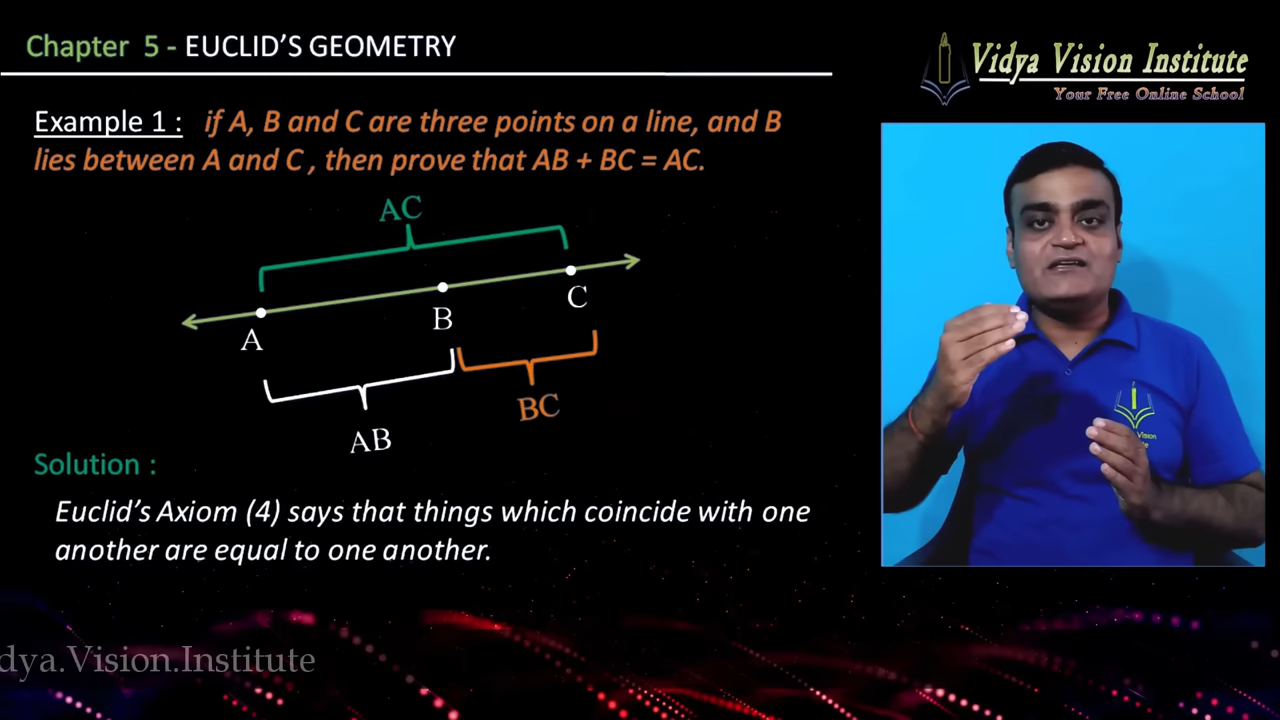 Chapter 5 - EUCLID'S GEOMETRY
Vidya Vision Institute
Your Free Online School
Example 1 : if A, B and C are three points on a line, and B
lies between A and C , then prove that AB + BC = AC.
AC
A
B
C
AB
BC
Solution :
Euclid's Axiom (4) says that things which coincide with one
another are equal to one another.
dya.Vision.Institute